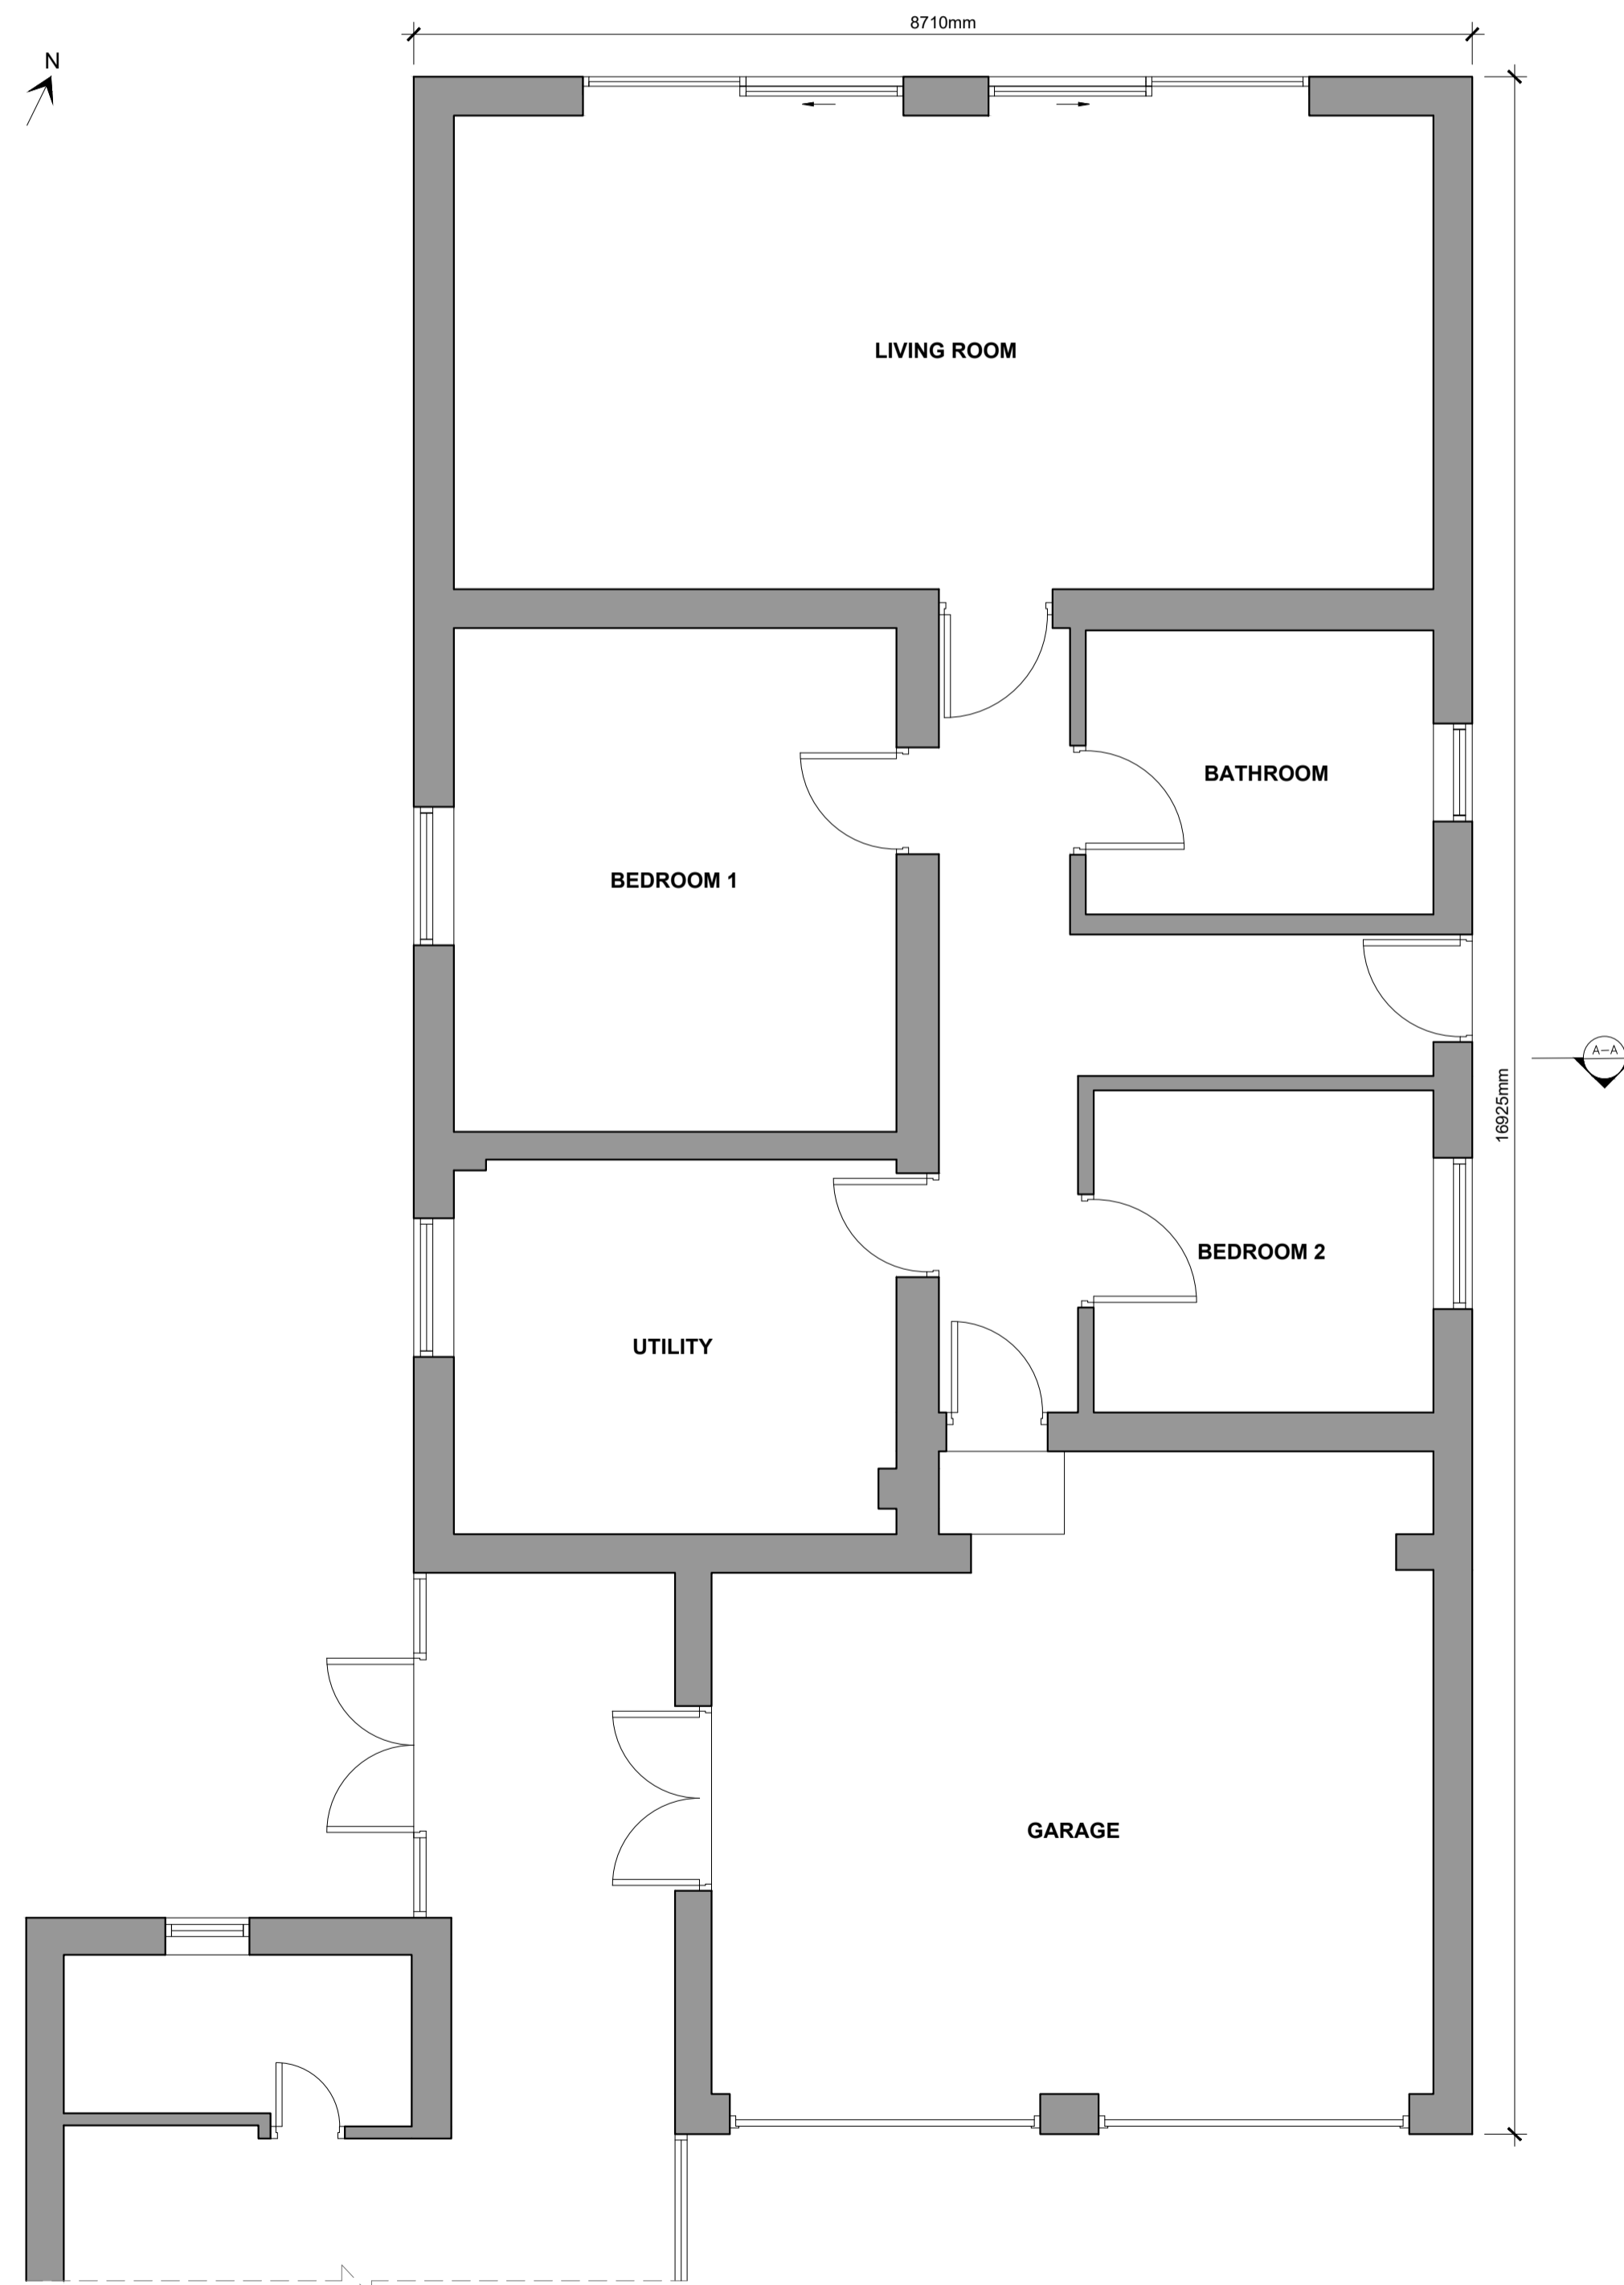 8710mm
N
LIVING ROOM
BATHROOM
BEDROOM 1
A-A
16925mm
BEDROOM 2
UTILITY
GARAGE